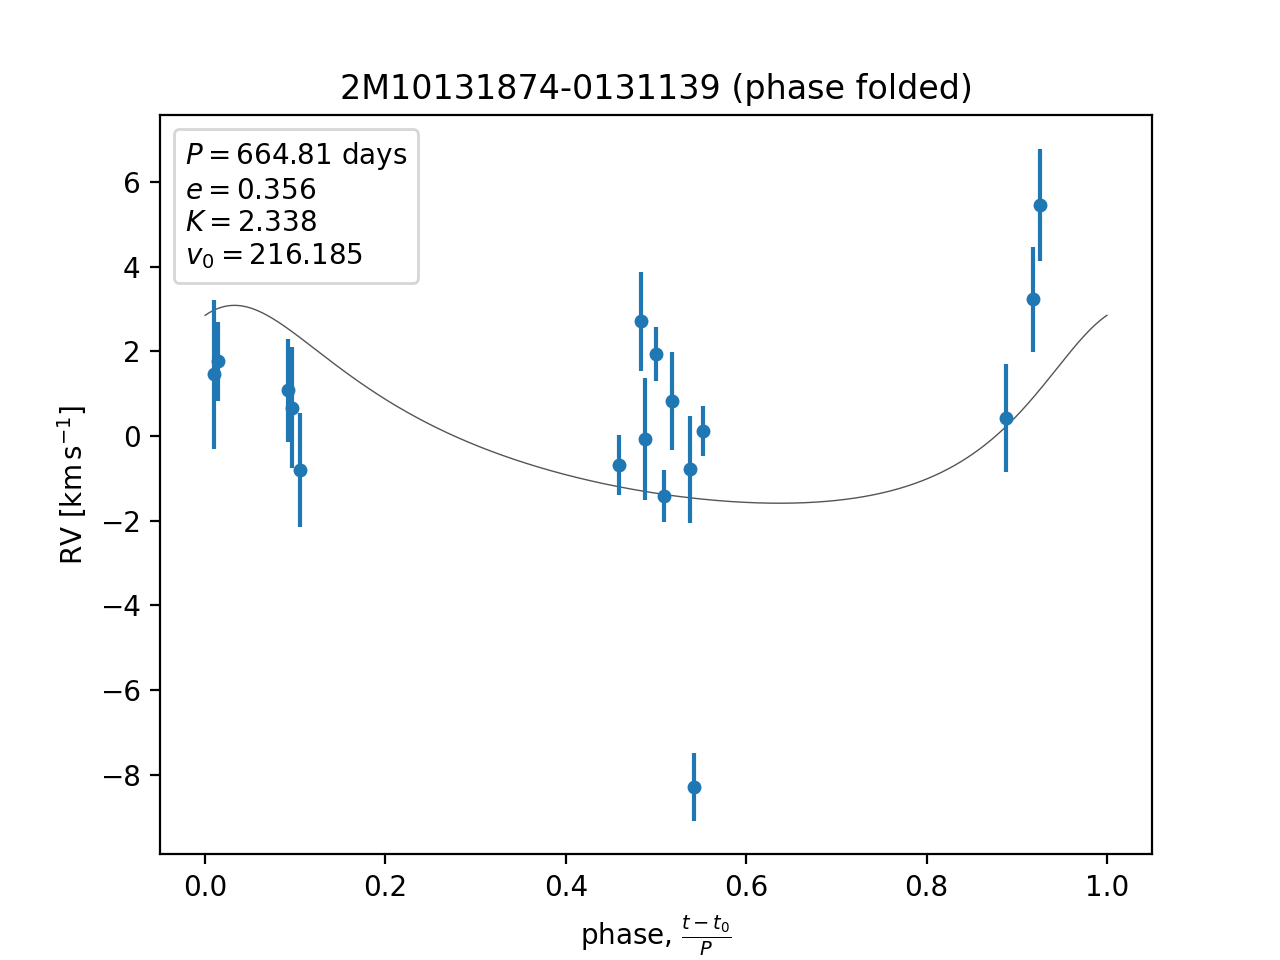 2M10131874-0131139 (phase folded)
P = 664.81 days
e = 0.356
K = 2.338
v₀ = 216.185
6
4
2
0
−2
−4
−6
−8
RV [km s⁻¹]
0.0 0.2 0.4 0.6 0.8 1.0
phase, (t − t₀)/P